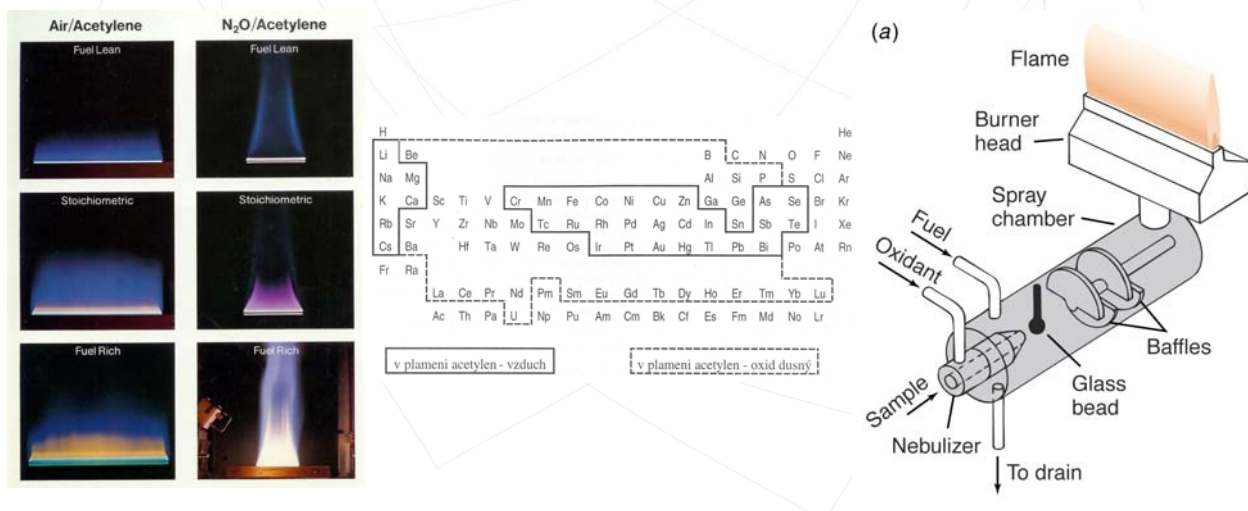 Air/Acetylene
N₂O/Acetylene
Fuel Lean
Fuel Lean
Stoichiometric
Stoichiometric
Fuel Rich
Fuel Rich
H He
Li Be B C N O F Ne
Na Mg Al Si P S Cl Ar
K Ca Sc Ti V Cr Mn Fe Co Ni Cu Zn Ga Ge As Se Br Kr
Rb Sr Y Zr Nb Mo Tc Ru Rh Pd Ag Cd In Sn Sb Te I Xe
Cs Ba Hf Ta W Re Os Ir Pt Au Hg Tl Pb Bi Po At Rn
Fr Ra
La Ce Pr Nd Pm Sm Eu Gd Tb Dy Ho Er Tm Yb Lu
Ac Th Pa U Np Pu Am Cm Bk Cf Es Fm Md No Lr
v plameni acetylen - vzduch
v plameni acetylen - oxid dusný
(a)
Flame
Burner
head
Spray
chamber
Fuel
Oxidant
Baffles
Glass
bead
Sample
Nebulizer
To drain